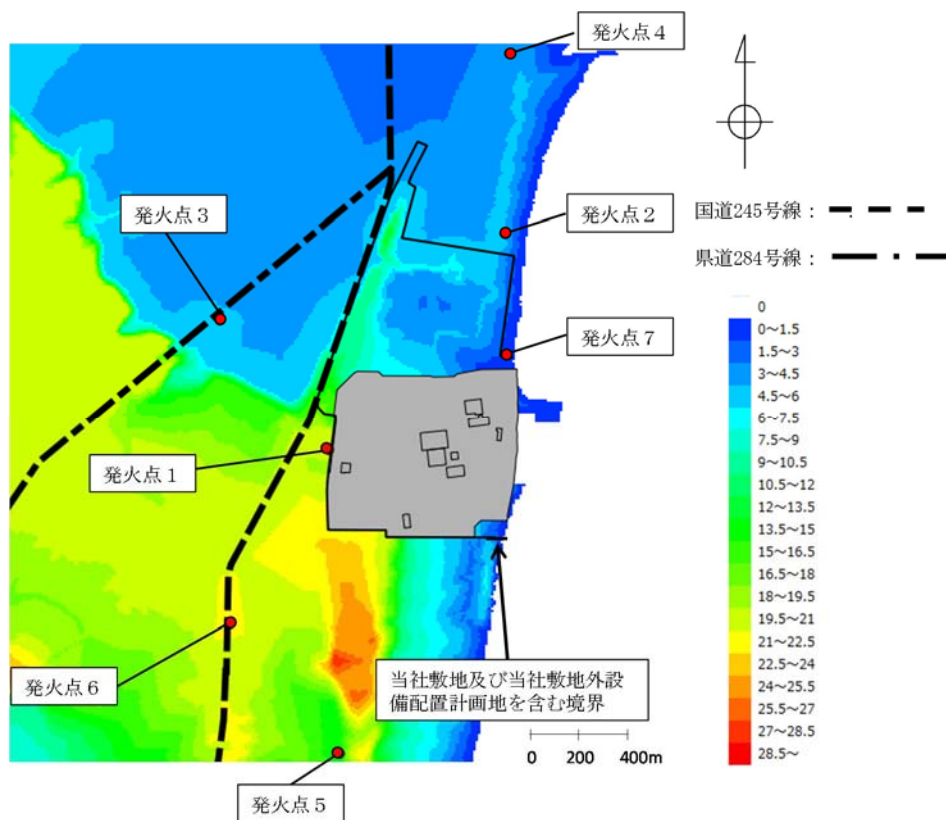 発火点4
発火点3
発火点2
国道245号線：
県道284号線：
発火点7
0
0～1.5
1.5～3
3～4.5
4.5～6
6～7.5
7.5～9
9～10.5
10.5～12
12～13.5
13.5～15
15～16.5
16.5～18
18～19.5
19.5～21
21～22.5
22.5～24
24～25.5
25.5～27
27～28.5
28.5～
発火点1
発火点6
当社敷地及び当社敷地外設
備配置計画地を含む境界
0 200 400m
発火点5